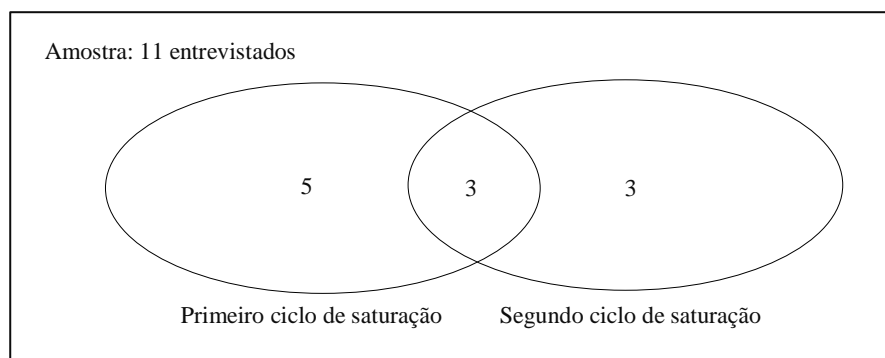 Amostra: 11 entrevistados
5 3 3
Primeiro ciclo de saturação Segundo ciclo de saturação